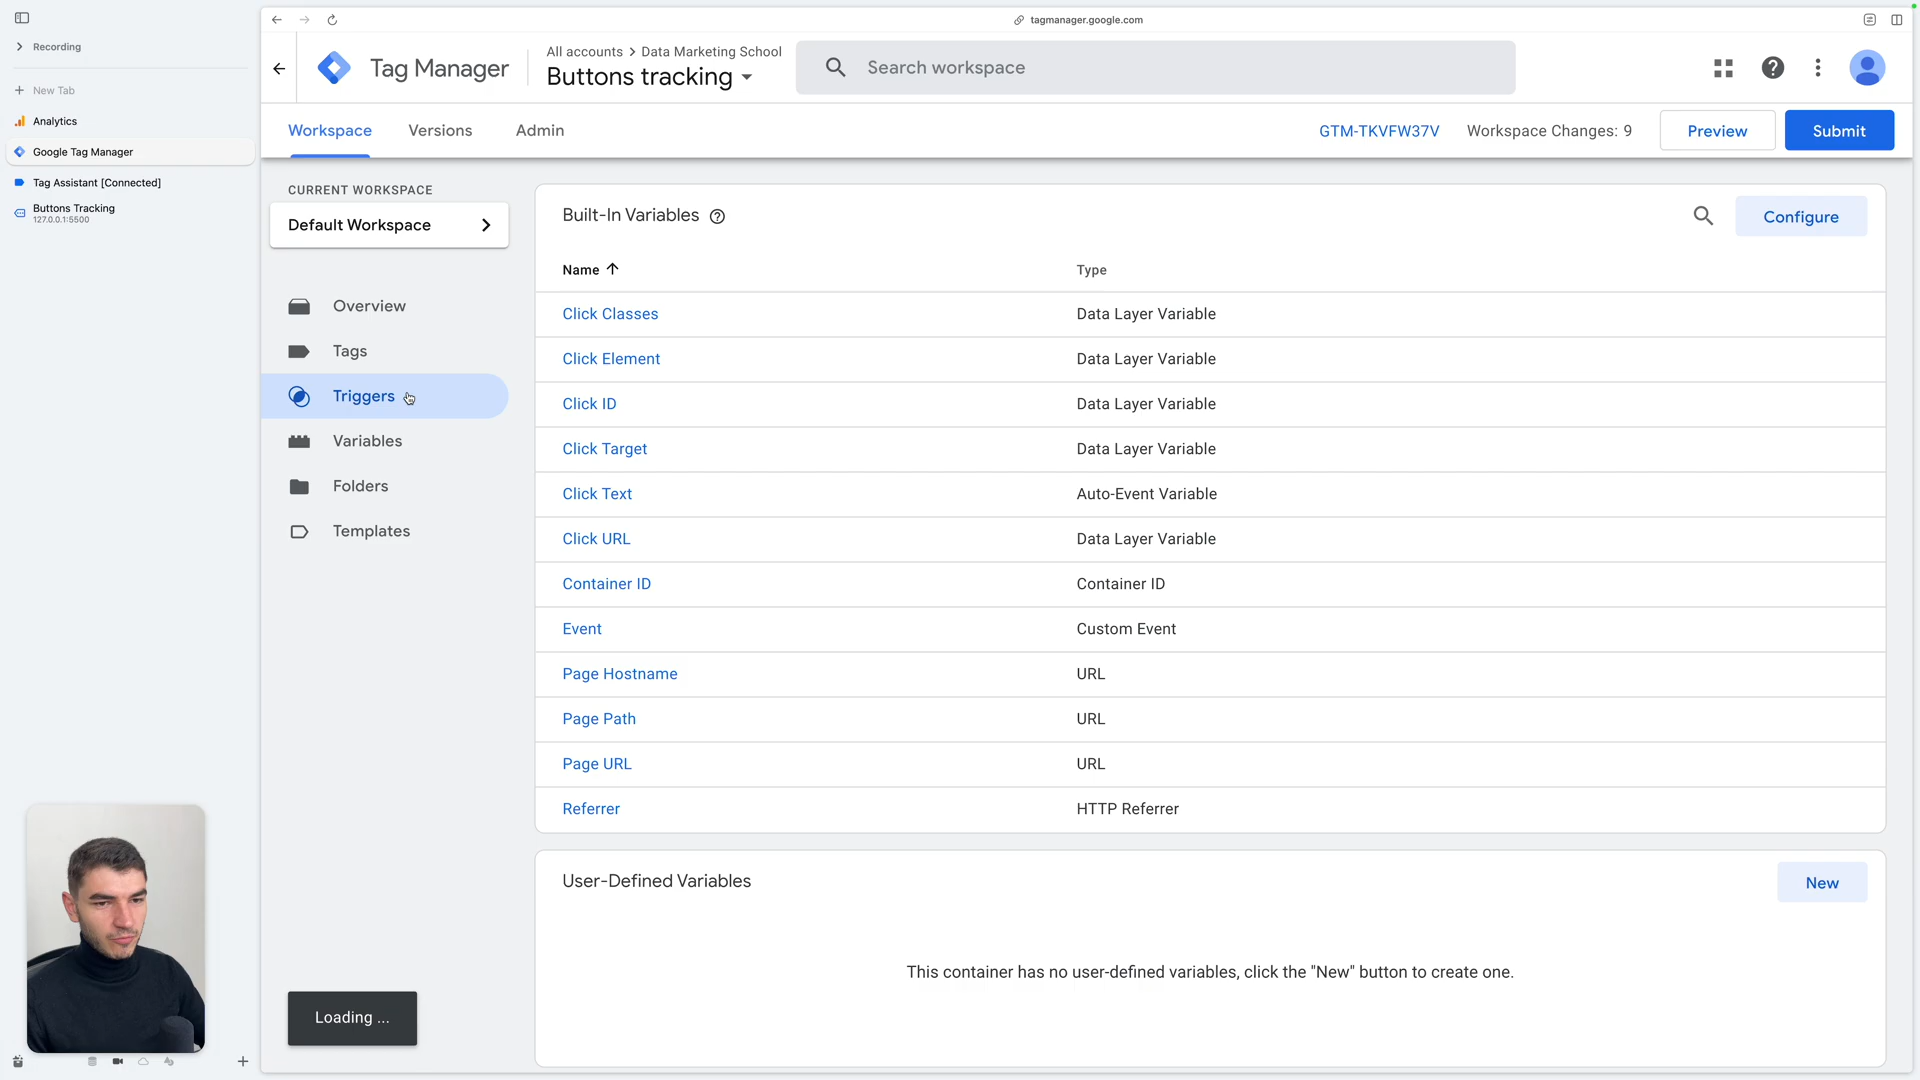 Recording
New Tab
Analytics
Google Tag Manager
Tag Assistant [Connected]
Buttons Tracking
127.0.0.1:5500
tagmanager.google.com
Tag Manager
All accounts > Data Marketing School
Buttons tracking
Search workspace
Workspace
Versions
Admin
GTM-TKVFW37V
Workspace Changes: 9
Preview
Submit
CURRENT WORKSPACE
Default Workspace
Overview
Tags
Triggers
Variables
Folders
Templates
Loading ...
Built-In Variables
Configure
Name Type
Click Classes Data Layer Variable
Click Element Data Layer Variable
Click ID Data Layer Variable
Click Target Data Layer Variable
Click Text Auto-Event Variable
Click URL Data Layer Variable
Container ID Container ID
Event Custom Event
Page Hostname URL
Page Path URL
Page URL URL
Referrer HTTP Referrer
User-Defined Variables
New
This container has no user-defined variables, click the "New" button to create one.